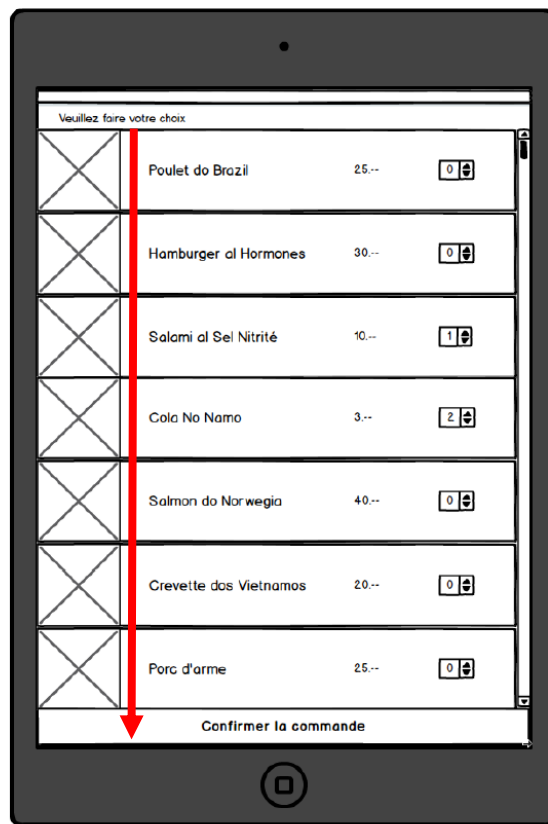 Veuillez faire votre choix
Poulet do Brazil 25.-- 0
Hamburger al Hormones 30.-- 0
Salami al Sel Nitrité 10.-- 1
Cola No Namo 3.-- 2
Salmon do Norwegia 40.-- 0
Crevette dos Vietnamos 20.-- 0
Porc d'arme 25.-- 0
Confirmer la commande